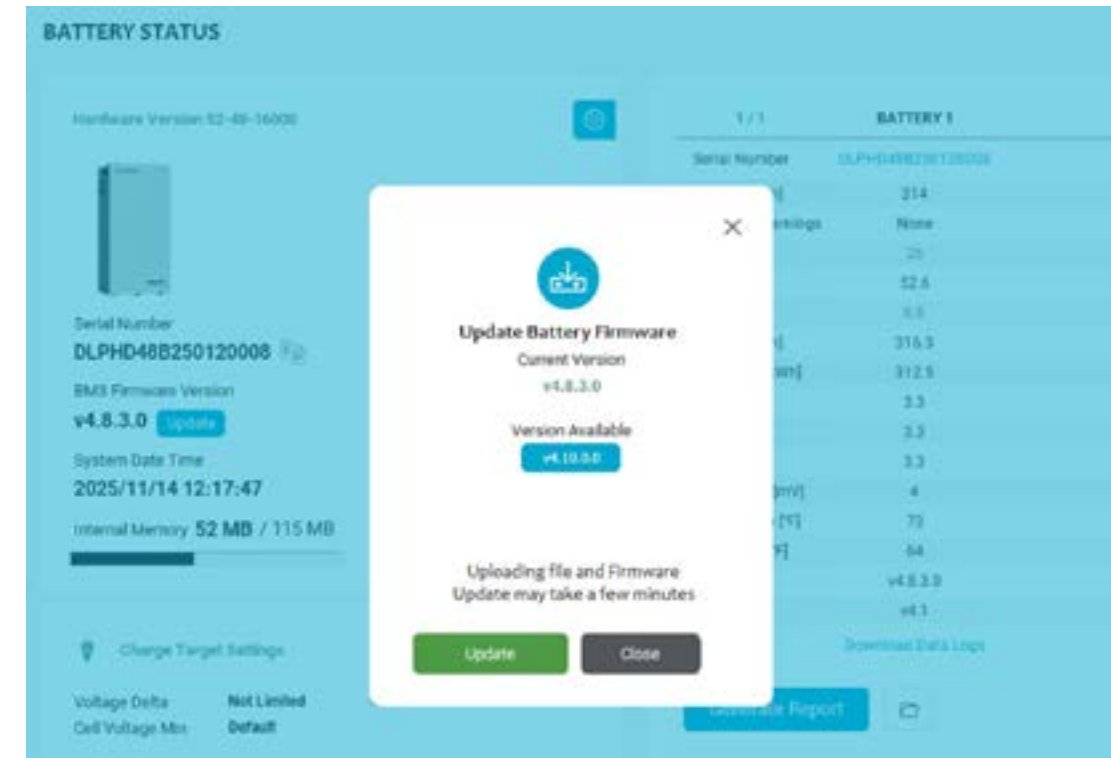 BATTERY STATUS
Hardware Version 52-48-16000
Serial Number
DLPHD48B250120008
BMS Firmware Version
v4.8.3.0 Update
System Date Time
2025/11/14 12:17:47
Internal Memory 52 MB / 115 MB
Charge Target Settings
Voltage Delta Not Limited
Cell Voltage Min Default
Update Battery Firmware
Current Version
v4.8.3.0
Version Available
v4.10.0.0
Uploading file and Firmware
Update may take a few minutes
Update Close
1 / 1 BATTERY 1
Serial Number DLPHD48B250120008
314
None
52.6
316.3
312.5
3.3
3.3
3.3
[mV] 4
[°F] 73
64
v4.8.3.0
v4.1
Download Data Logs
Generate Report